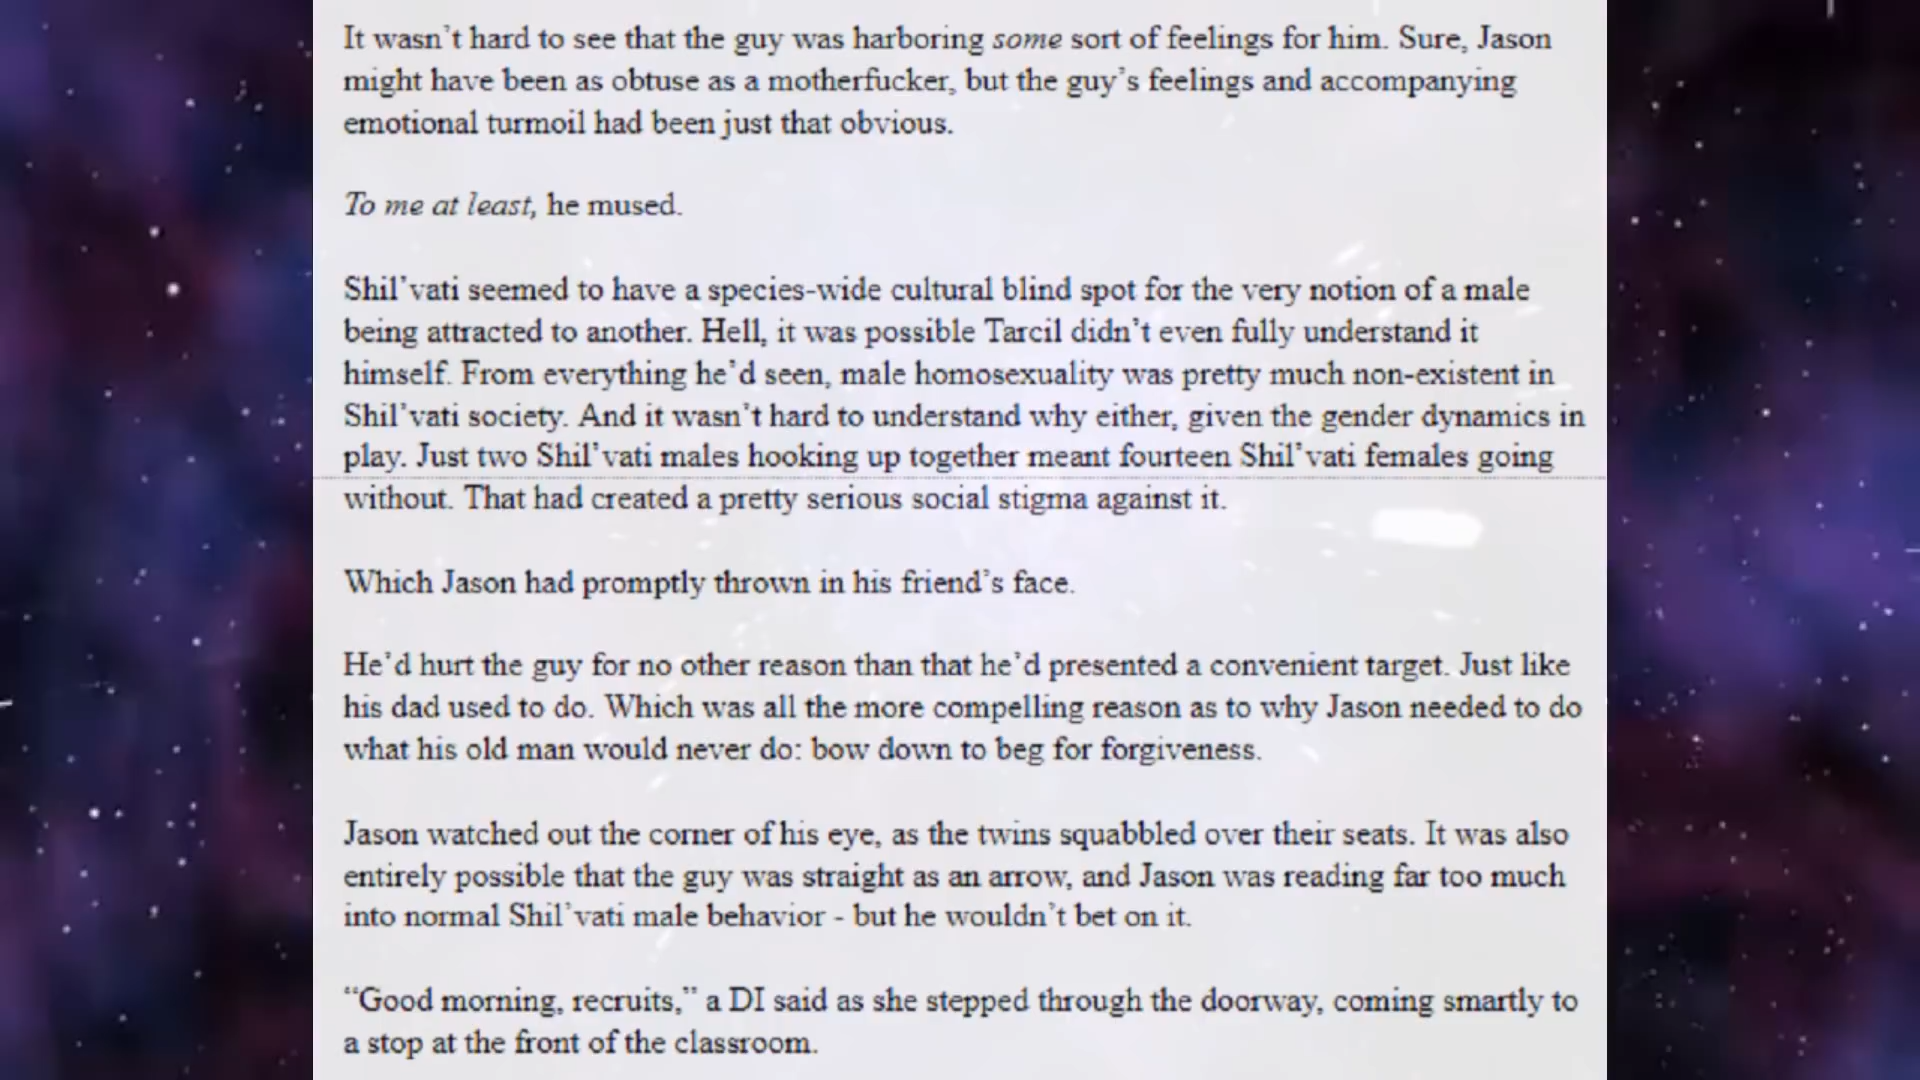 It wasn’t hard to see that the guy was harboring some sort of feelings for him. Sure, Jason
might have been as obtuse as a motherfucker, but the guy’s feelings and accompanying
emotional turmoil had been just that obvious.
To me at least, he mused.
Shil’vati seemed to have a species-wide cultural blind spot for the very notion of a male
being attracted to another. Hell, it was possible Tarcil didn’t even fully understand it
himself. From everything he’d seen, male homosexuality was pretty much non-existent in
Shil’vati society. And it wasn’t hard to understand why either, given the gender dynamics in
play. Just two Shil’vati males hooking up together meant fourteen Shil’vati females going
without. That had created a pretty serious social stigma against it.
Which Jason had promptly thrown in his friend’s face.
He’d hurt the guy for no other reason than that he’d presented a convenient target. Just like
his dad used to do. Which was all the more compelling reason as to why Jason needed to do
what his old man would never do: bow down to beg for forgiveness.
Jason watched out the corner of his eye, as the twins squabbled over their seats. It was also
entirely possible that the guy was straight as an arrow, and Jason was reading far too much
into normal Shil’vati male behavior - but he wouldn’t bet on it.
“Good morning, recruits,” a DI said as she stepped through the doorway, coming smartly to
a stop at the front of the classroom.